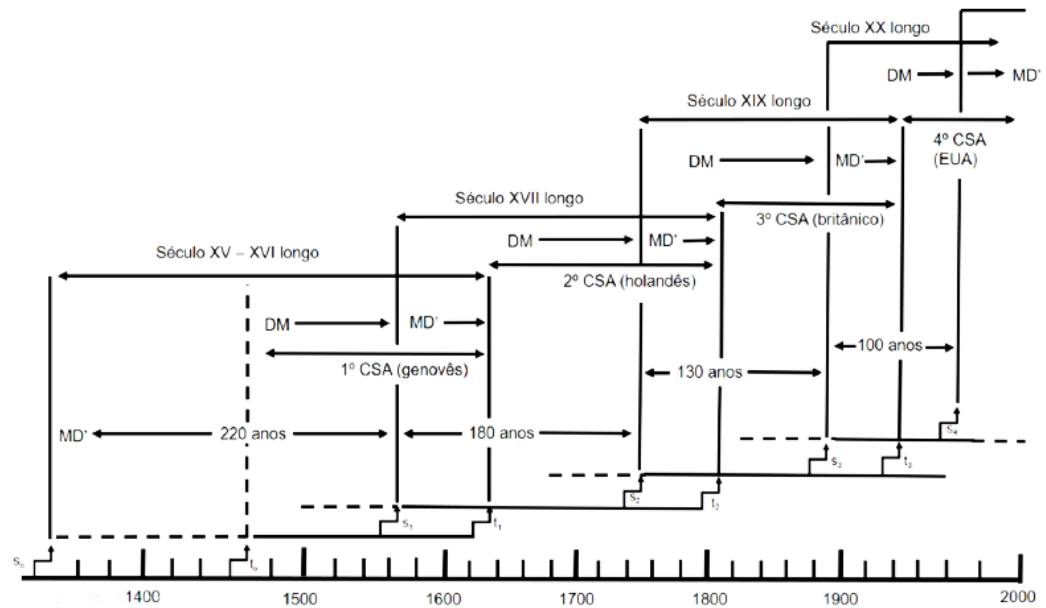 Século XX longo
DM MD'
Século XIX longo
4º CSA
(EUA)
DM MD'
Século XVII longo
3º CSA (britânico)
DM MD'
Século XV – XVI longo
2º CSA (holandês)
DM MD'
1º CSA (genovês)
100 anos
130 anos
MD' 220 anos 180 anos
s₄
s₃ t₃
s₂ t₂
s₁ t₁
s₀ t₀
1400 1500 1600 1700 1800 1900 2000